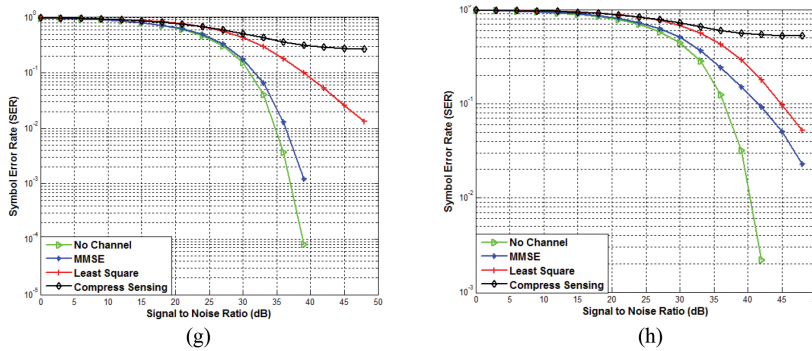 10^0
10^-1
10^-2
10^-3
10^-4
10^-5
Symbol Error Rate (SER)
No Channel
MMSE
Least Square
Compress Sensing
0 5 10 15 20 25 30 35 40 45 50
Signal to Noise Ratio (dB)
(g)
10^0
10^-1
10^-2
10^-3
Symbol Error Rate (SER)
No Channel
MMSE
Least Square
Compress Sensing
0 5 10 15 20 25 30 35 40 45
Signal to Noise Ratio (dB)
(h)